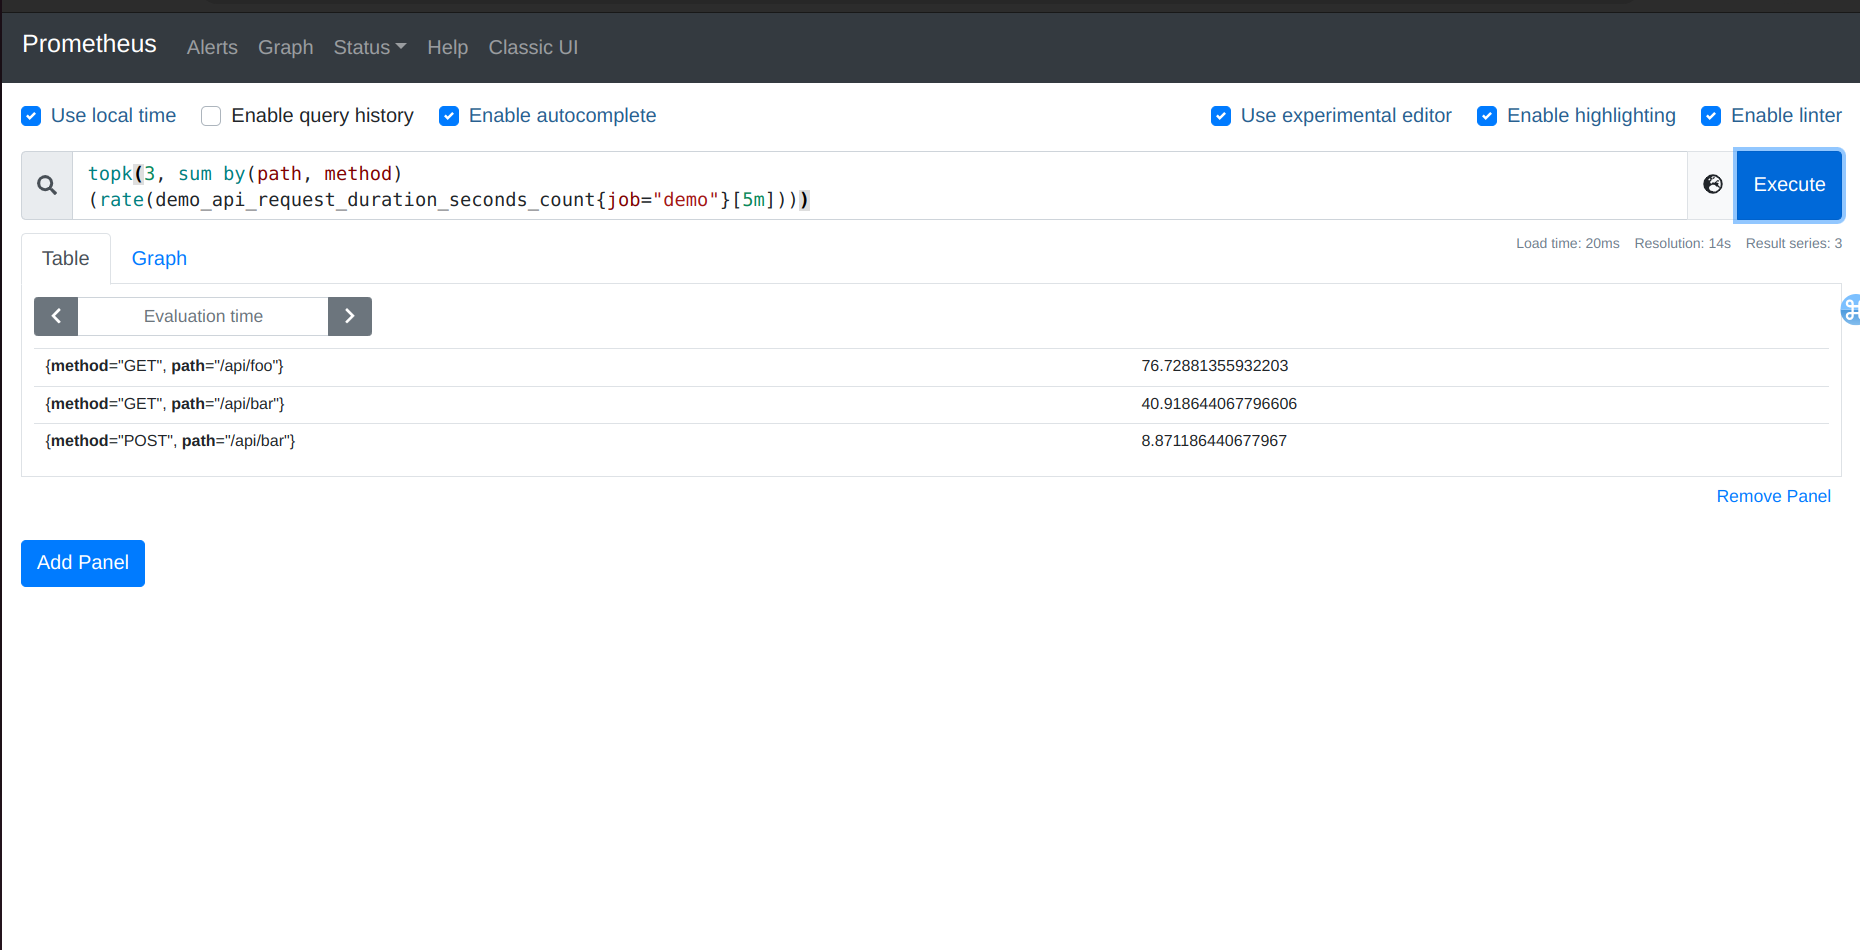 Prometheus Alerts Graph Status Help Classic UI
Use local time Enable query history Enable autocomplete Use experimental editor Enable highlighting Enable linter
topk(3, sum by(path, method)
(rate(demo_api_request_duration_seconds_count{job="demo"}[5m])))
Execute
Load time: 20ms Resolution: 14s Result series: 3
Table Graph
Evaluation time
{method="GET", path="/api/foo"} 76.72881355932203
{method="GET", path="/api/bar"} 40.918644067796606
{method="POST", path="/api/bar"} 8.871186440677967
Remove Panel
Add Panel